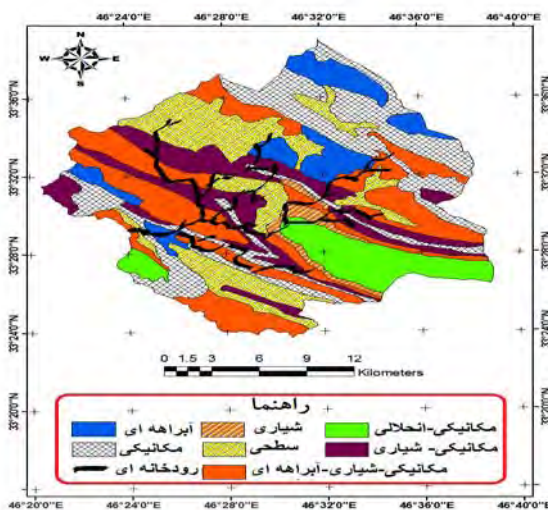 46°24'0"E 46°28'0"E 46°32'0"E 46°36'0"E 46°40'0"E
N
W E
S
33°36'0"N
33°32'0"N
33°28'0"N
33°24'0"N
33°20'0"N
0 1.5 3 6 9 12
Kilometers
راهنما
مکانیکی-انحلالی شیاری آبراهه ای
مکانیکی- شیاری سطحی مکانیکی
مکانیکی-شیاری-آبراهه ای رودخانه ای
46°20'0"E 46°24'0"E 46°28'0"E 46°32'0"E 46°36'0"E 46°40'0"E